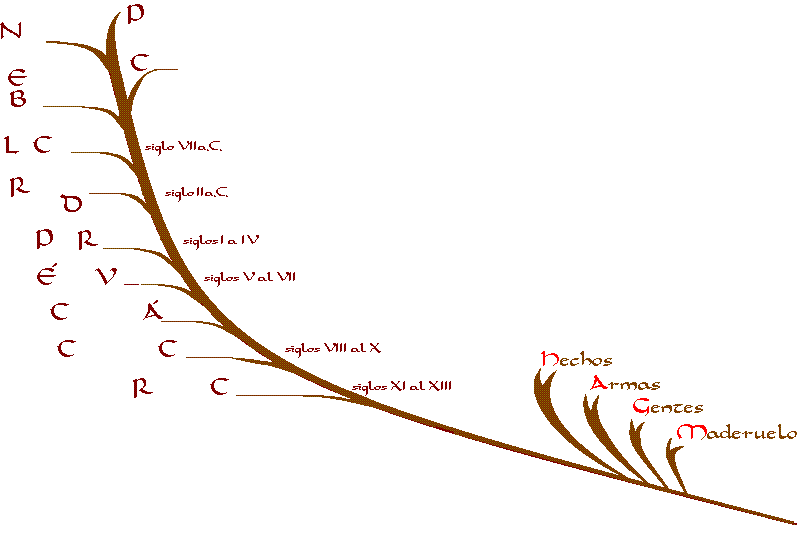 P
N
C
E
B
L C
siglo VII a.C.
R
D
siglo II a.C.
P R
siglos I a IV
É V
siglos V al VII
C Á
C C
siglos VIII al X
R C
siglos XI al XIII
Hechos
Armas
Gentes
Maderuelo